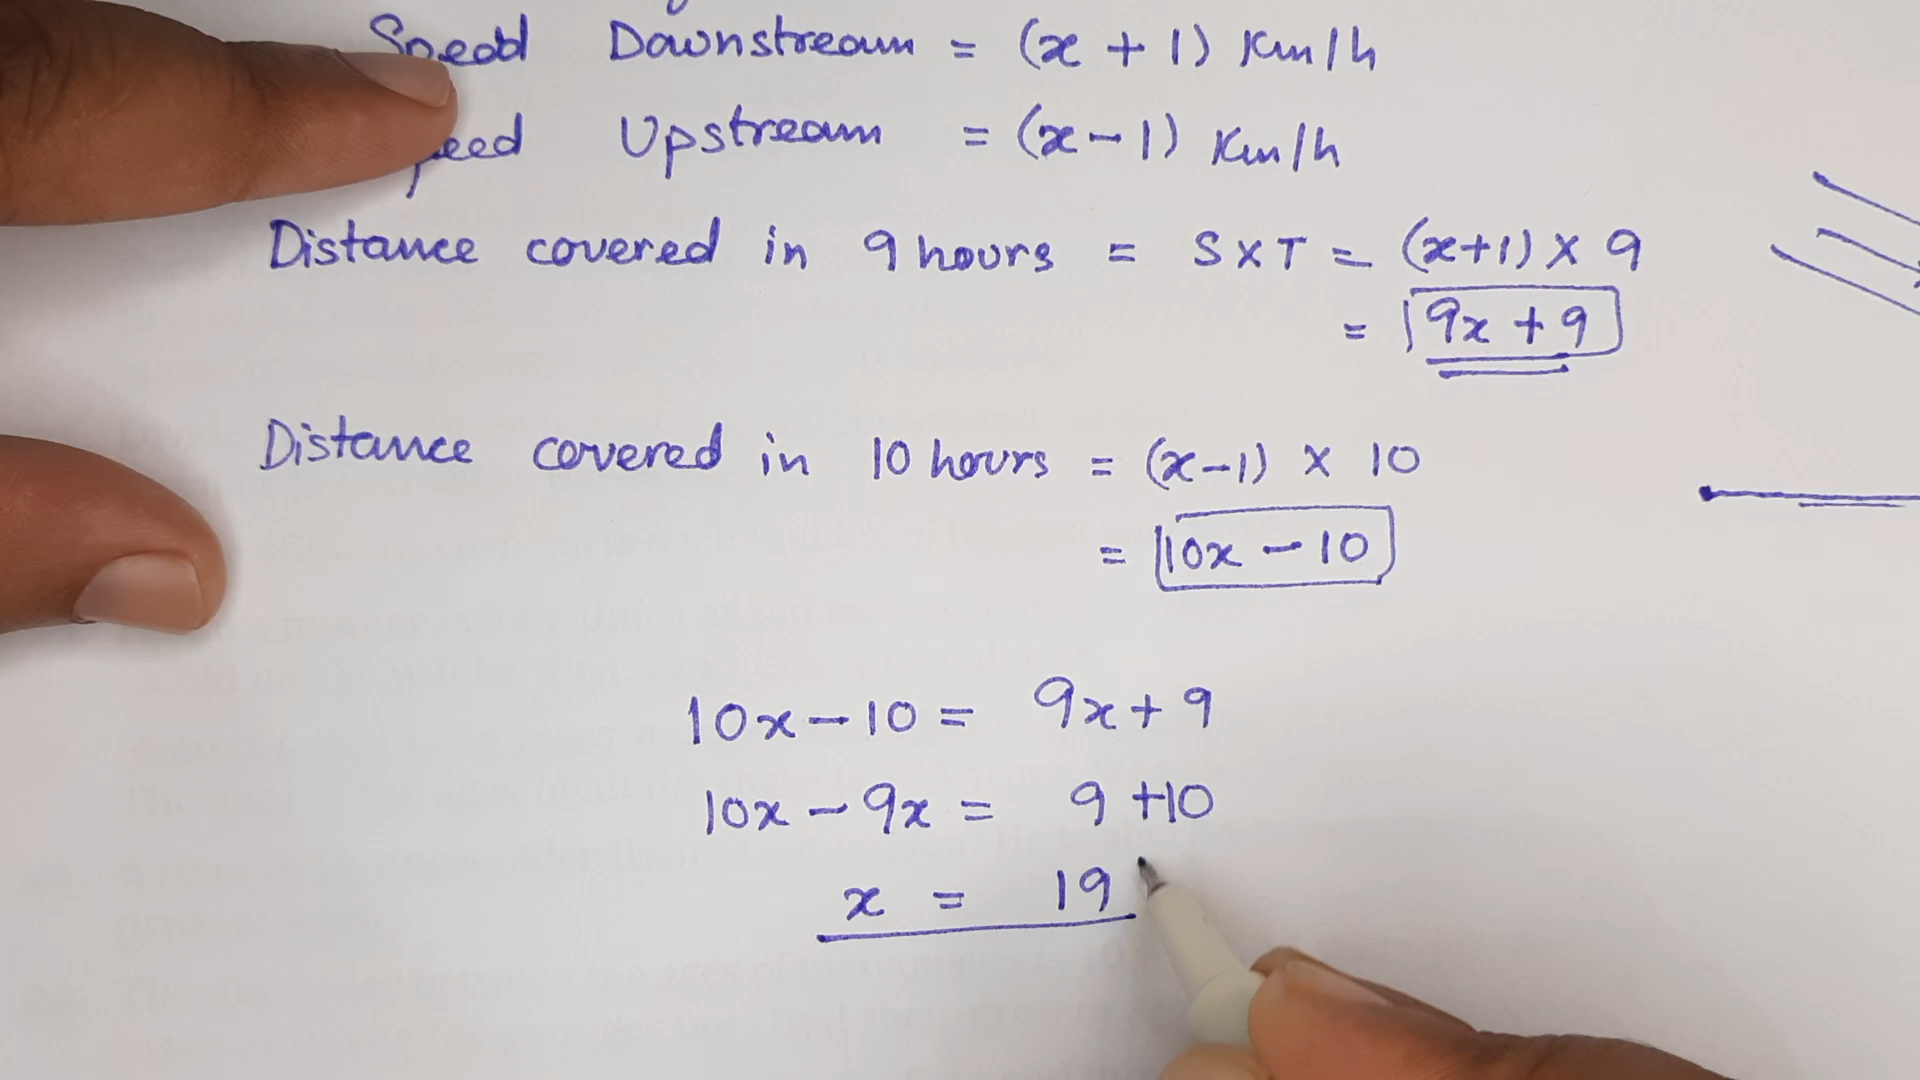 Speed Downstream = (x + 1) Km/h
Upstream = (x - 1) Km/h
Distance covered in 9 hours = S X T = (x+1) X 9
= 9x + 9
Distance covered in 10 hours = (x-1) X 10
= 10x - 10
10x - 10 = 9x + 9
10x - 9x = 9 +10
x = 19